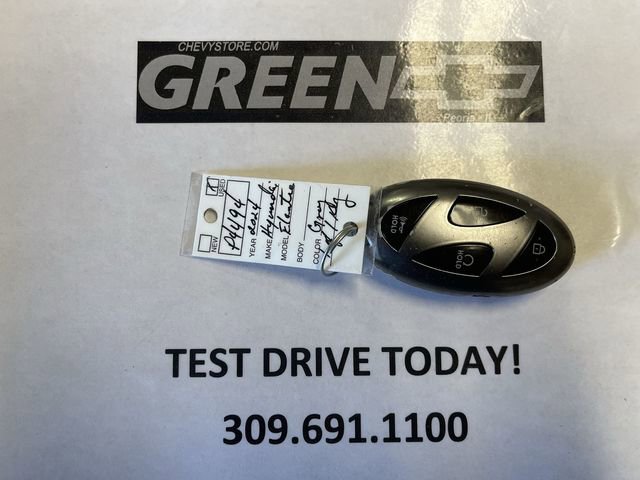 CHEVYSTORE.COM
GREEN
Peoria
NEW
USED
P4494
YEAR 2024
MAKE Hyundai
MODEL Elantra
BODY
COLOR Gray
HOLD
HOLD
TEST DRIVE TODAY!
309.691.1100